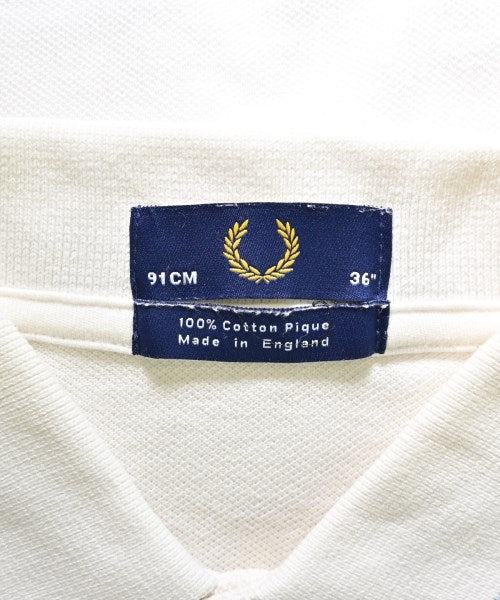 91CM 36"
100% Cotton Pique
Made in England